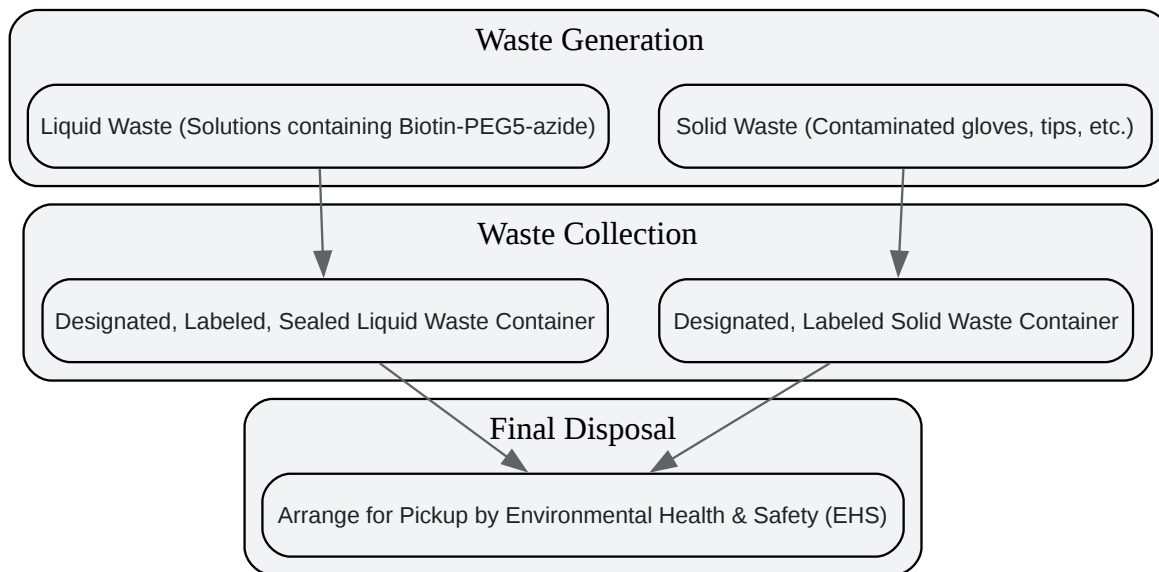 Waste Generation
Liquid Waste (Solutions containing Biotin-PEG5-azide)
Solid Waste (Contaminated gloves, tips, etc.)
Waste Collection
Designated, Labeled, Sealed Liquid Waste Container
Designated, Labeled Solid Waste Container
Final Disposal
Arrange for Pickup by Environmental Health & Safety (EHS)